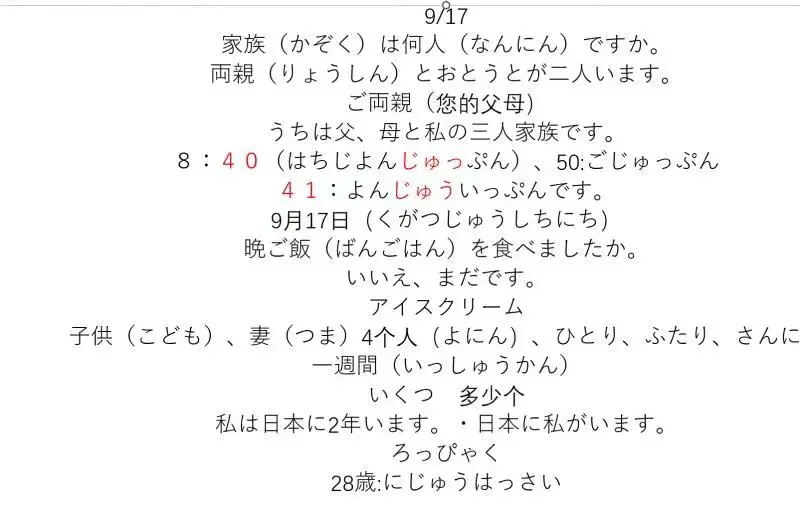 9/17
家族（かぞく）は何人（なんにん）ですか。
両親（りょうしん）とおとうとが二人います。
ご両親（您的父母)
うちは父、母と私の三人家族です。
８：４０（はちじよんじゅっぷん）、50:ごじゅっぷん
４１：よんじゅういっぷんです。
9月17日（くがつじゅうしちにち)
晩ご飯（ばんごはん）を食べましたか。
いいえ、まだです。
アイスクリーム
子供（こども）、妻（つま）4个人（よにん）、ひとり、ふたり、さんに
一週間（いっしゅうかん）
いくつ　多少个
私は日本に2年います。・日本に私がいます。
ろっぴゃく
28歳:にじゅうはっさい